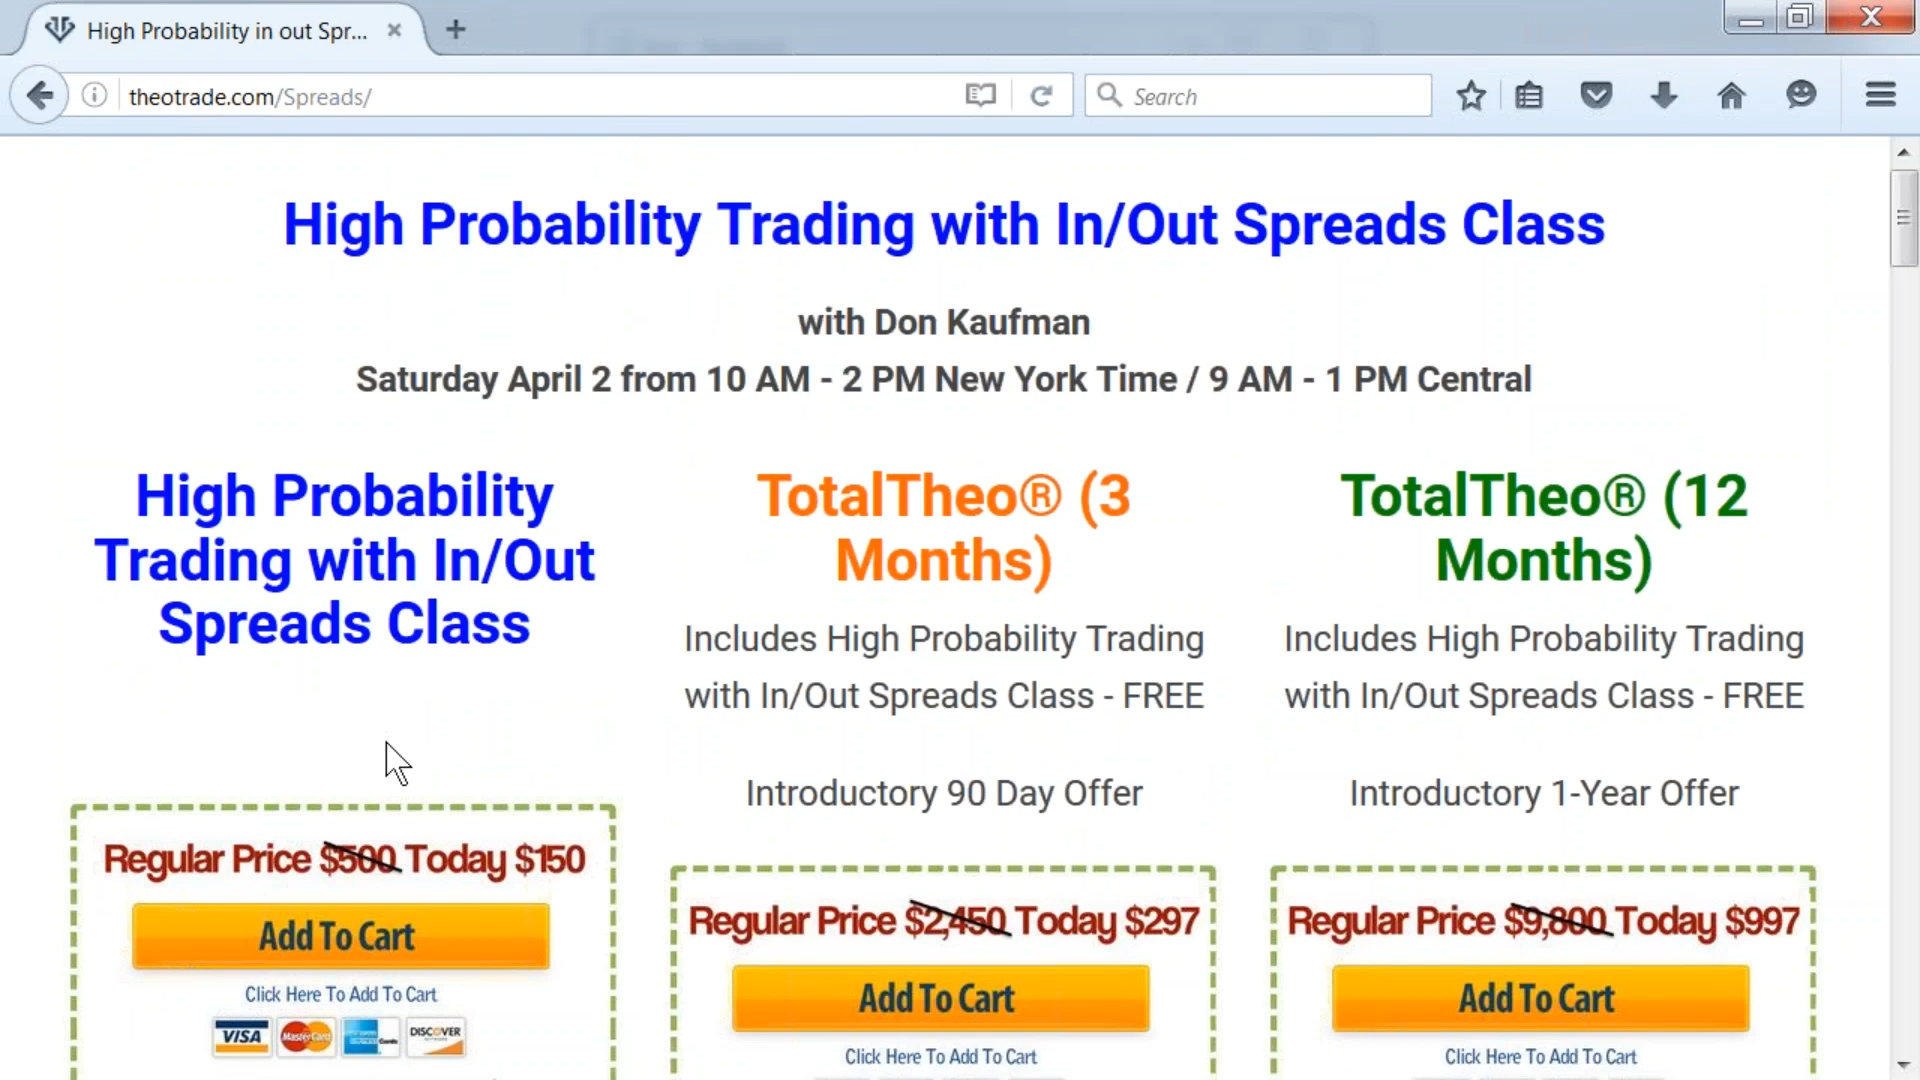 High Probability in out Spr...
theotrade.com/Spreads/
Search
High Probability Trading with In/Out Spreads Class
with Don Kaufman
Saturday April 2 from 10 AM - 2 PM New York Time / 9 AM - 1 PM Central
High Probability
Trading with In/Out
Spreads Class
Regular Price $500 Today $150
Add To Cart
Click Here To Add To Cart
VISA MasterCard DISCOVER
TotalTheo® (3
Months)
Includes High Probability Trading
with In/Out Spreads Class - FREE
Introductory 90 Day Offer
Regular Price $2,450 Today $297
Add To Cart
Click Here To Add To Cart
TotalTheo® (12
Months)
Includes High Probability Trading
with In/Out Spreads Class - FREE
Introductory 1-Year Offer
Regular Price $9,800 Today $997
Add To Cart
Click Here To Add To Cart